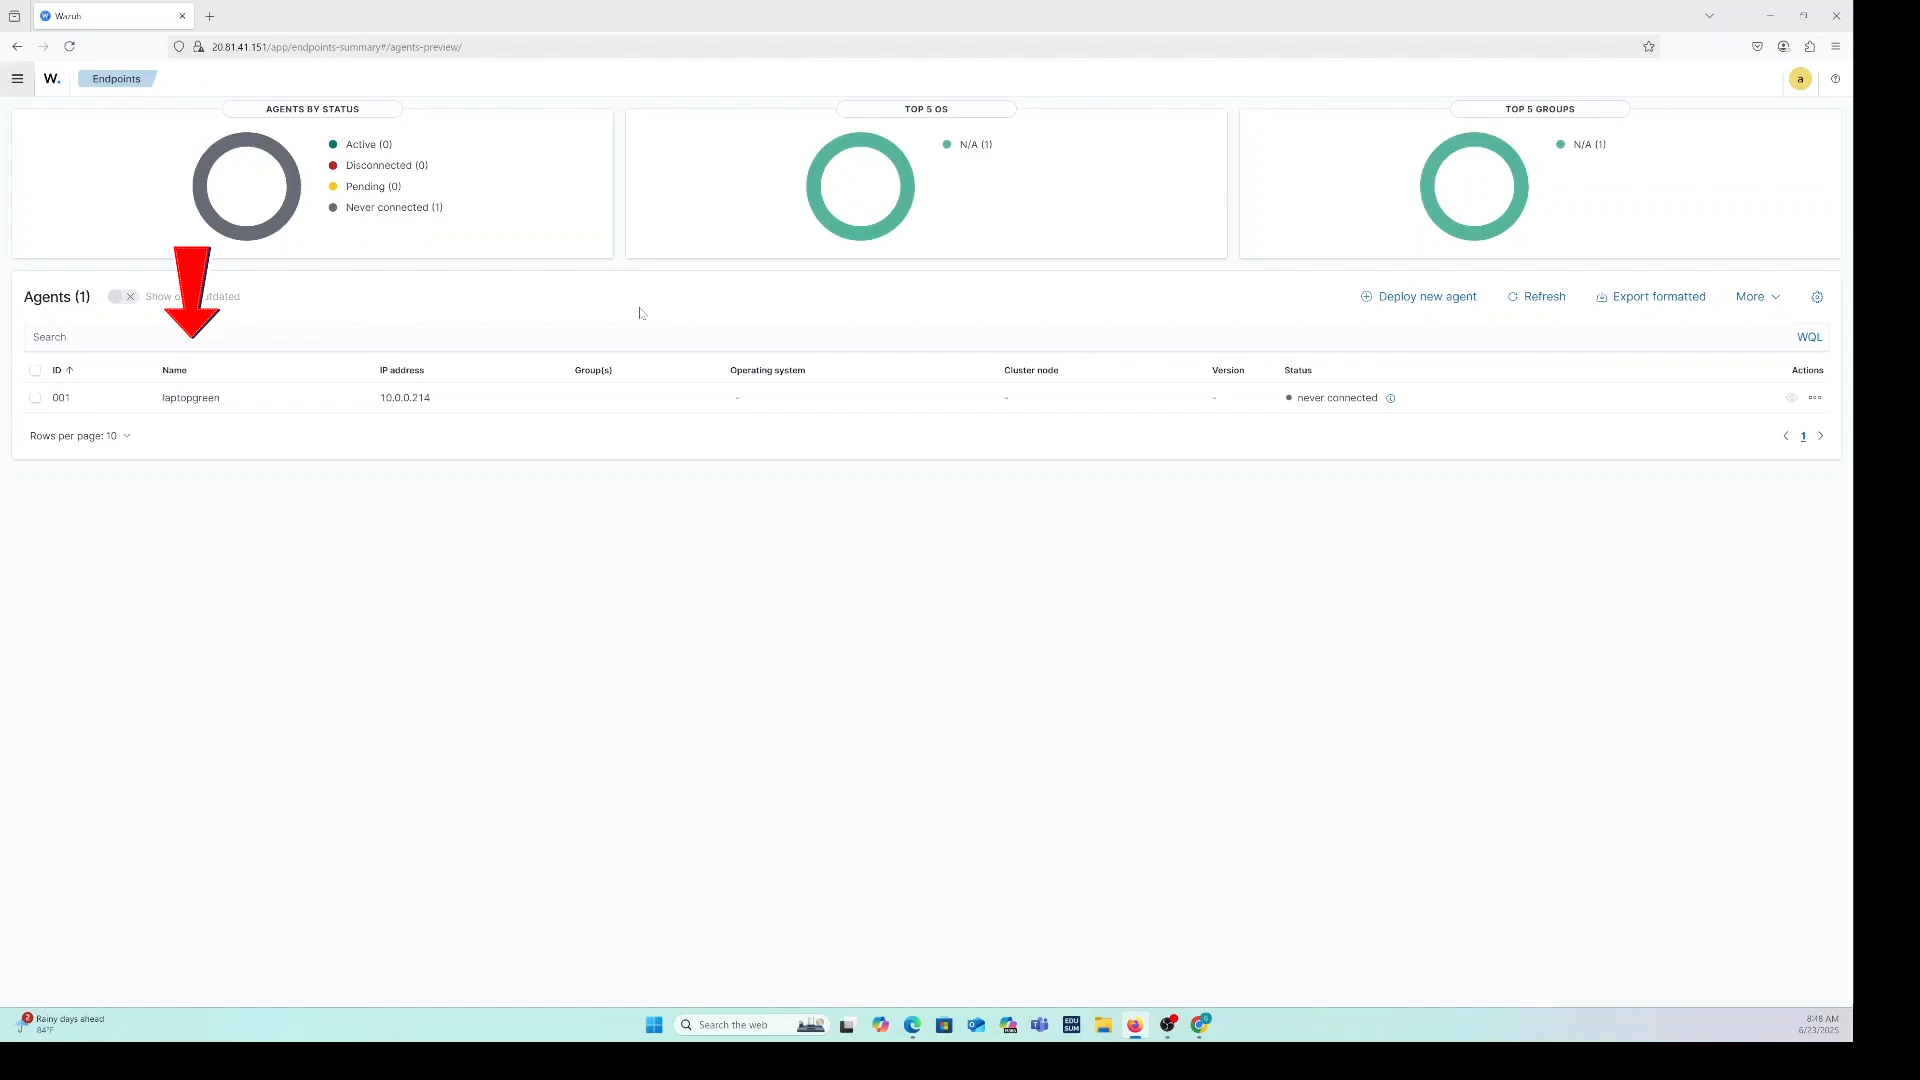 Wazuh
20.81.41.151/app/endpoints-summary#/agents-preview/
W.
Endpoints
a
AGENTS BY STATUS
Active (0)
Disconnected (0)
Pending (0)
Never connected (1)
TOP 5 OS
N/A (1)
TOP 5 GROUPS
N/A (1)
Agents (1)
Show o utdated
Deploy new agent
Refresh
Export formatted
More
Search
WQL
ID
Name
IP address
Group(s)
Operating system
Cluster node
Version
Status
Actions
001
laptopgreen
10.0.0.214
-
-
-
never connected
Rows per page: 10
1
2
Rainy days ahead
84°F
Search the web
EDU
SUM
8:48 AM
6/23/2025